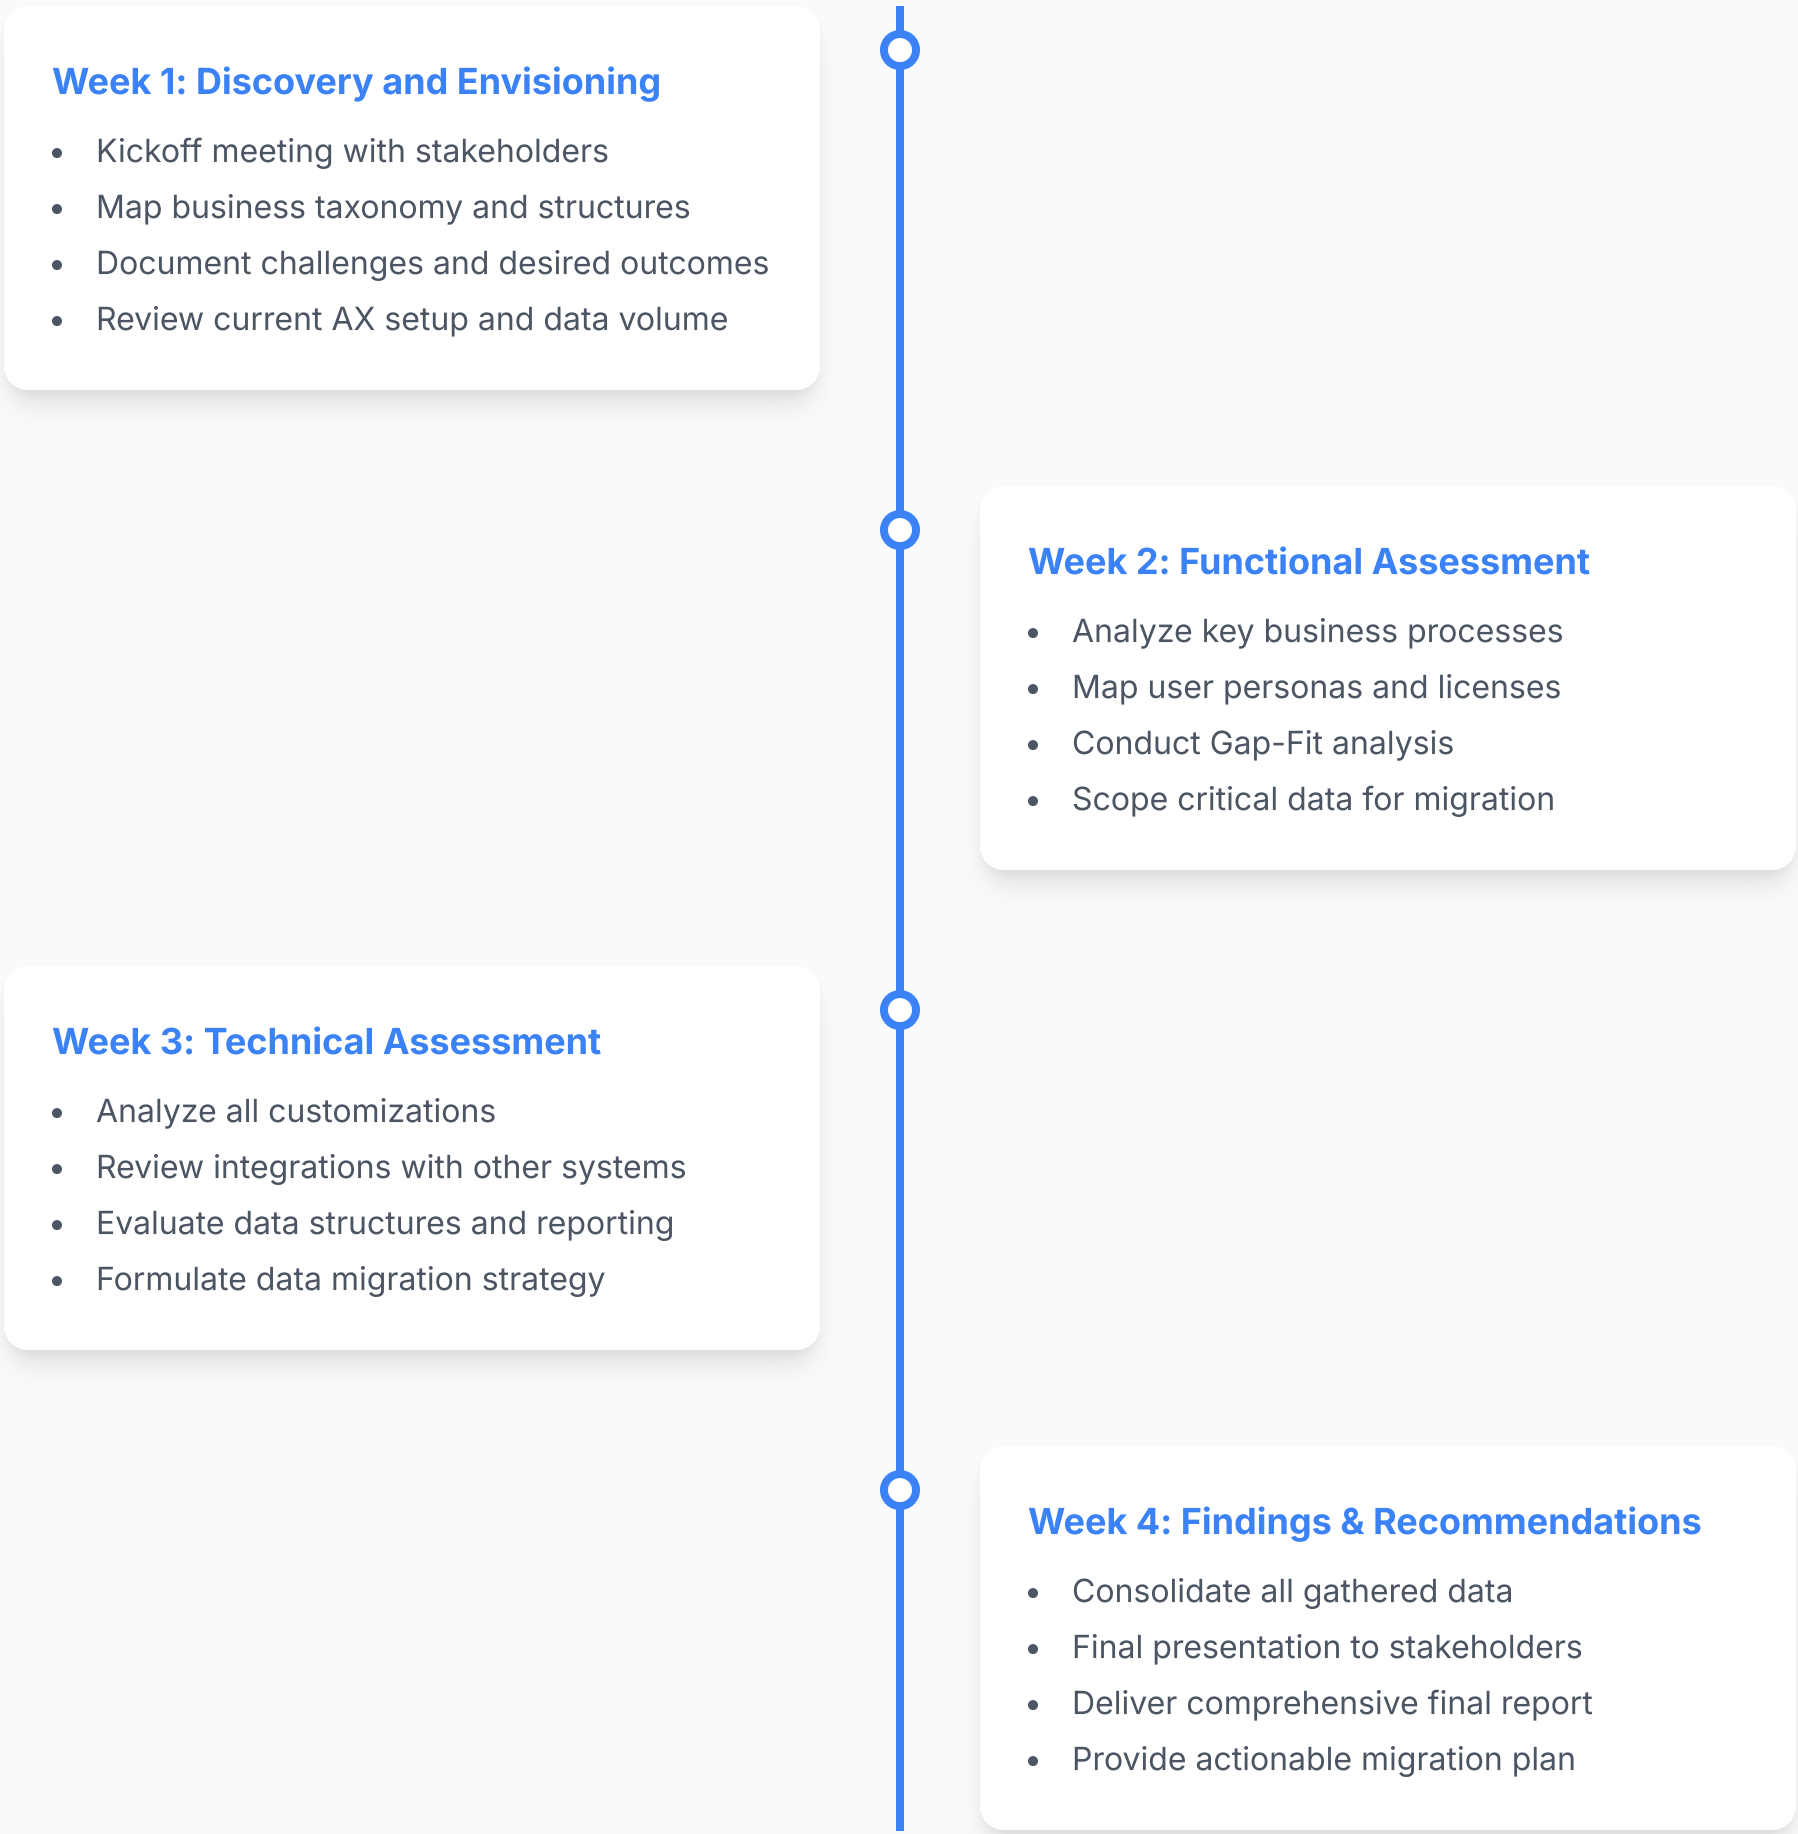 Week 1: Discovery and Envisioning
Kickoff meeting with stakeholders
Map business taxonomy and structures
Document challenges and desired outcomes
Review current AX setup and data volume
Week 2: Functional Assessment
Analyze key business processes
Map user personas and licenses
Conduct Gap-Fit analysis
Scope critical data for migration
Week 3: Technical Assessment
Analyze all customizations
Review integrations with other systems
Evaluate data structures and reporting
Formulate data migration strategy
Week 4: Findings & Recommendations
Consolidate all gathered data
Final presentation to stakeholders
Deliver comprehensive final report
Provide actionable migration plan